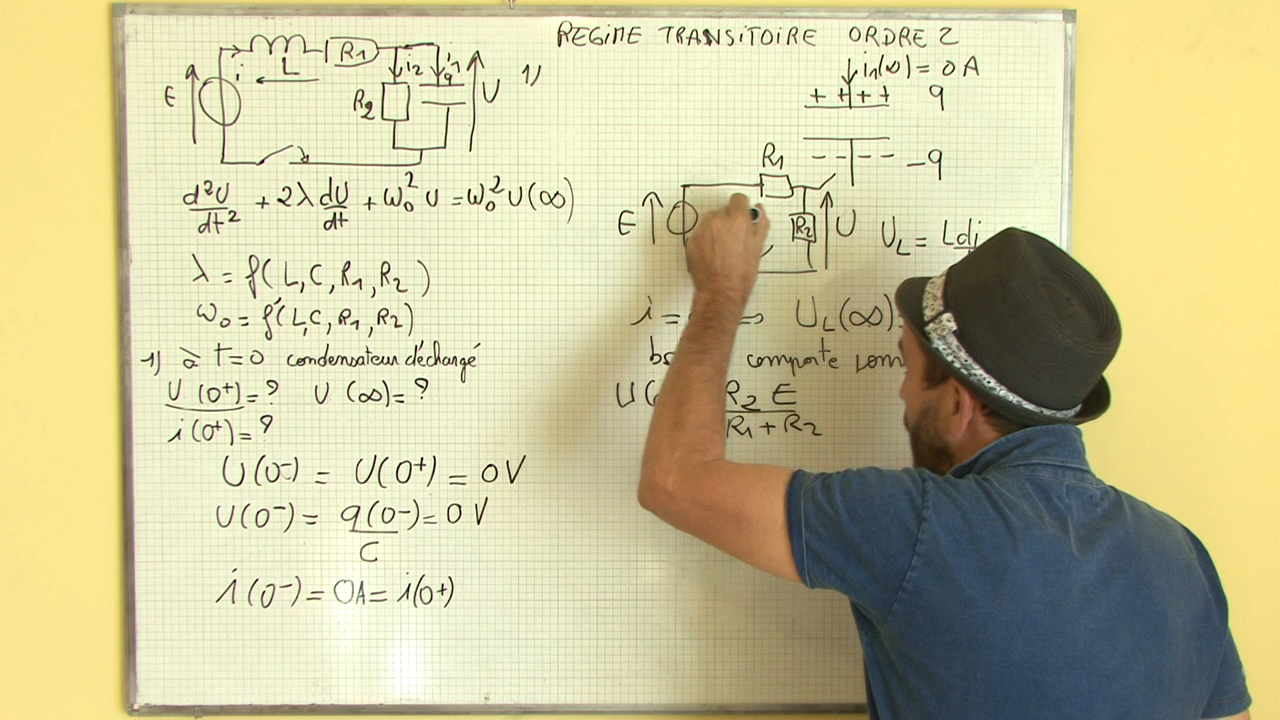 REGIME TRANSITOIRE ORDRE 2
L R1
i i2 i1
E R2 q U
1)
i1(∞) = 0 A
+ + + + q
- - - - -q
d²U/dt² + 2λ dU/dt + ω0² U = ω0² U(∞)
λ = f(L, C, R1, R2)
ω0 = f'(L, C, R1, R2)
1) à t=0 condensateur déchargé
U(0+) = ? U(∞) = ?
i(0+) = ?
U(0-) = U(0+) = 0 V
U(0-) = q(0-)/C = 0 V
i(0-) = 0A = i(0+)
R1
E R2 U
UL = L di
i = ⇒ UL(∞)
comporte comm
U( R2 E / R1 + R2